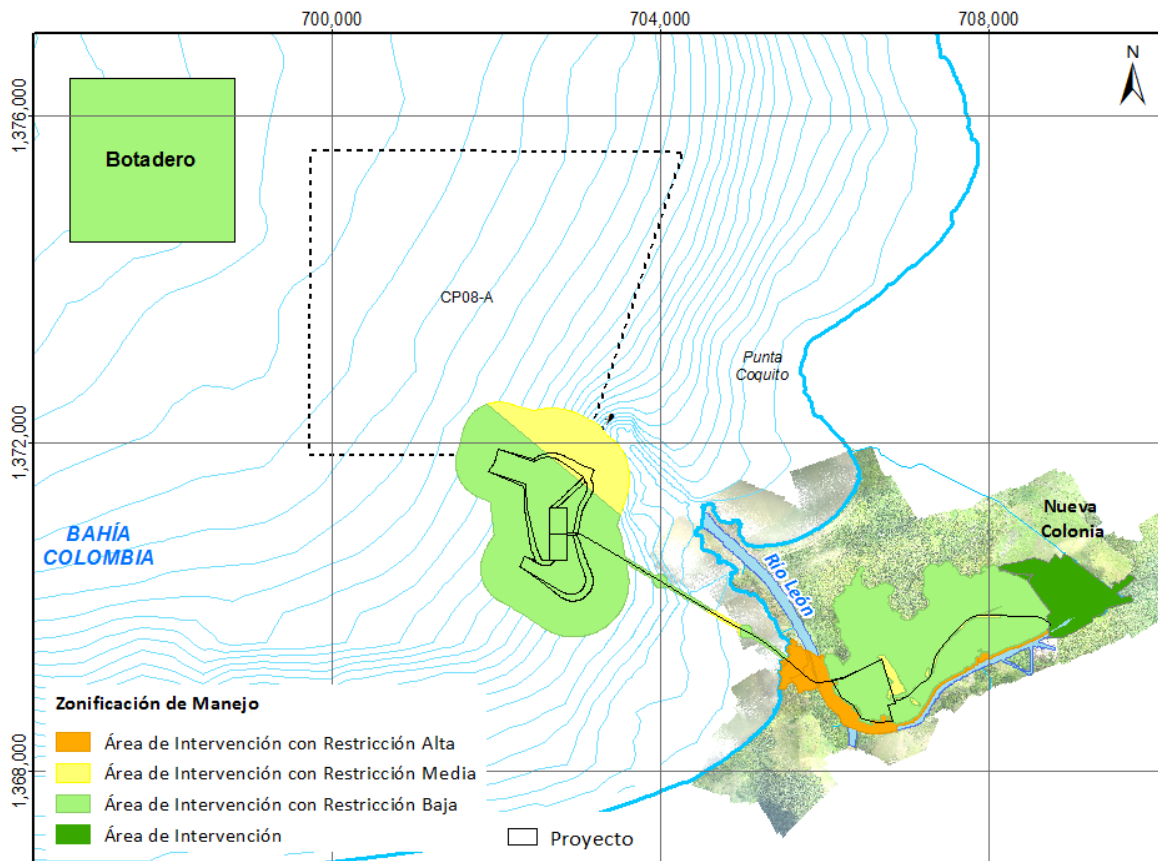 700,000
704,000
708,000
N
1,376,000
Botadero
CP08-A
Punta
Coquito
1,372,000
Nueva
Colonia
BAHÍA
COLOMBIA
Río León
Zonificación de Manejo
Área de Intervención con Restricción Alta
Área de Intervención con Restricción Media
1,368,000
Área de Intervención con Restricción Baja
Área de Intervención
Proyecto